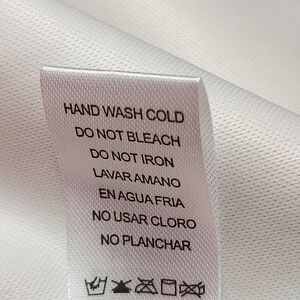 HAND WASH COLD
DO NOT BLEACH
DO NOT IRON
LAVAR AMANO
EN AGUA FRIA
NO USAR CLORO
NO PLANCHAR